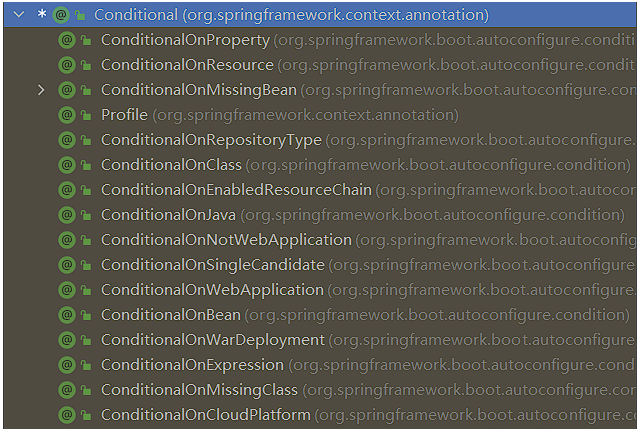 Conditional (org.springframework.context.annotation)
ConditionalOnProperty (org.springframework.boot.autoconfigure.conditi
ConditionalOnResource (org.springframework.boot.autoconfigure.condit
ConditionalOnMissingBean (org.springframework.boot.autoconfigure.con
Profile (org.springframework.context.annotation)
ConditionalOnRepositoryType (org.springframework.boot.autoconfigure.
ConditionalOnClass (org.springframework.boot.autoconfigure.condition)
ConditionalOnEnabledResourceChain (org.springframework.boot.autoco
ConditionalOnJava (org.springframework.boot.autoconfigure.condition)
ConditionalOnNotWebApplication (org.springframework.boot.autoconfig
ConditionalOnSingleCandidate (org.springframework.boot.autoconfigure
ConditionalOnWebApplication (org.springframework.boot.autoconfigure
ConditionalOnBean (org.springframework.boot.autoconfigure.condition)
ConditionalOnWarDeployment (org.springframework.boot.autoconfigure
ConditionalOnExpression (org.springframework.boot.autoconfigure.cond
ConditionalOnMissingClass (org.springframework.boot.autoconfigure.co
ConditionalOnCloudPlatform (org.springframework.boot.autoconfigure.c